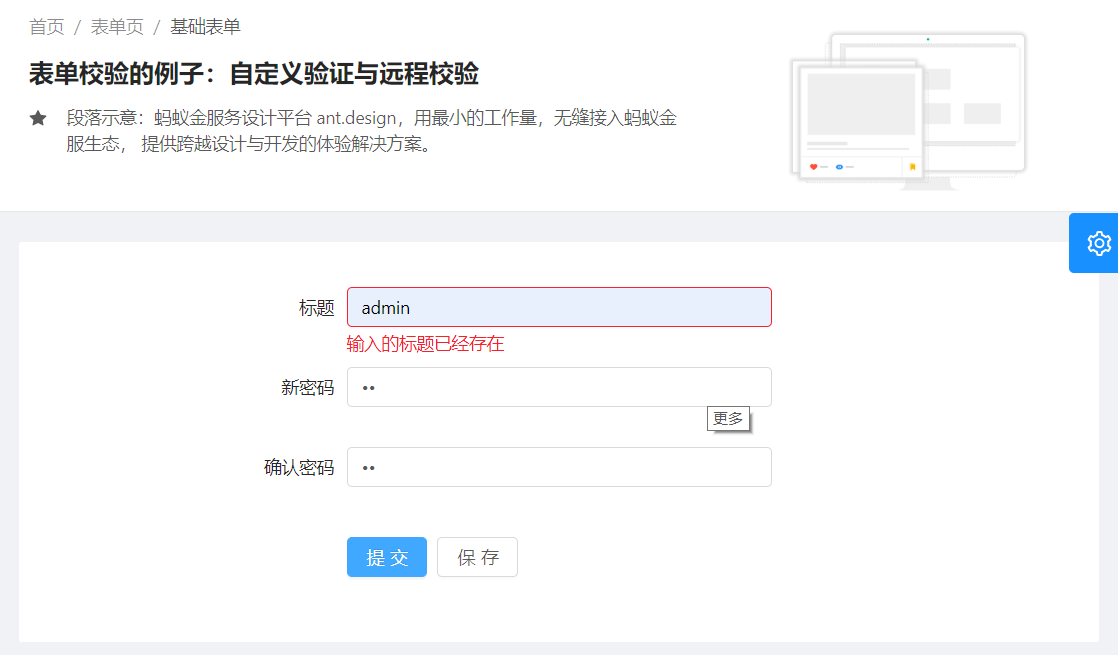 首页 / 表单页 / 基础表单
表单校验的例子：自定义验证与远程校验
段落示意：蚂蚁金服务设计平台 ant.design，用最小的工作量，无缝接入蚂蚁金
服生态， 提供跨越设计与开发的体验解决方案。
标题 admin
输入的标题已经存在
新密码 ••
更多
确认密码 ••
提 交 保 存